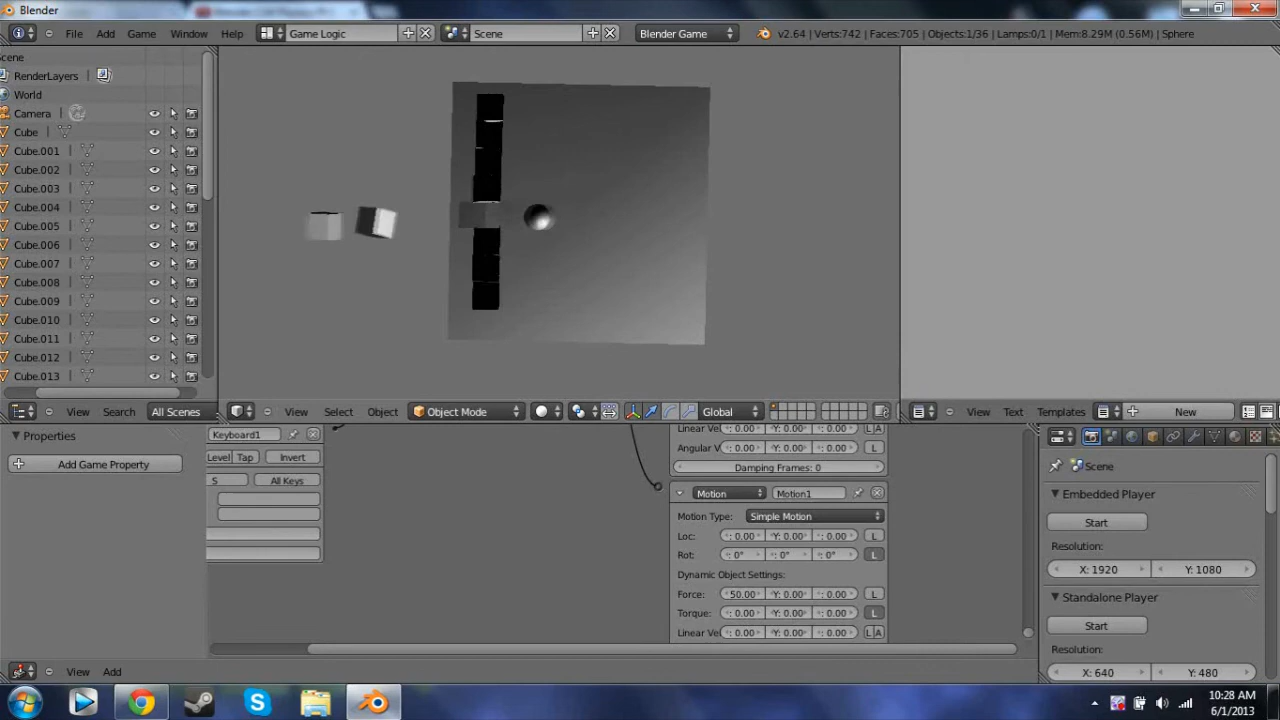 Blender
File Add Game Window Help Game Logic Scene Blender Game v2.64 | Verts:742 | Faces:705 | Objects:1/36 | Lamps:0/1 | Mem:8.29M (0.56M) | Sphere
Scene
RenderLayers
World
Camera
Cube
Cube.001
Cube.002
Cube.003
Cube.004
Cube.005
Cube.006
Cube.007
Cube.008
Cube.009
Cube.010
Cube.011
Cube.012
Cube.013
View Search All Scenes
View Select Object Object Mode Global
View Text Templates New
Properties
Add Game Property
Keyboard1
Level Tap Invert
S All Keys
Linear Ve : 0.00 Y: 0.00 : 0.00 L A
Angular V : 0.00 Y: 0.00 : 0.00 L
Damping Frames: 0
Motion Motion1
Motion Type: Simple Motion
Loc: : 0.00 Y: 0.00 : 0.00 L
Rot: : 0° Y: 0° : 0° L
Dynamic Object Settings:
Force: 50.00 Y: 0.00 : 0.00 L
Torque: : 0.00 Y: 0.00 : 0.00 L
Linear Ve : 0.00 Y: 0.00 : 0.00 L A
View Add
Scene
Embedded Player
Start
Resolution:
X: 1920 Y: 1080
Standalone Player
Start
Resolution:
X: 640 Y: 480
10:28 AM
6/1/2013